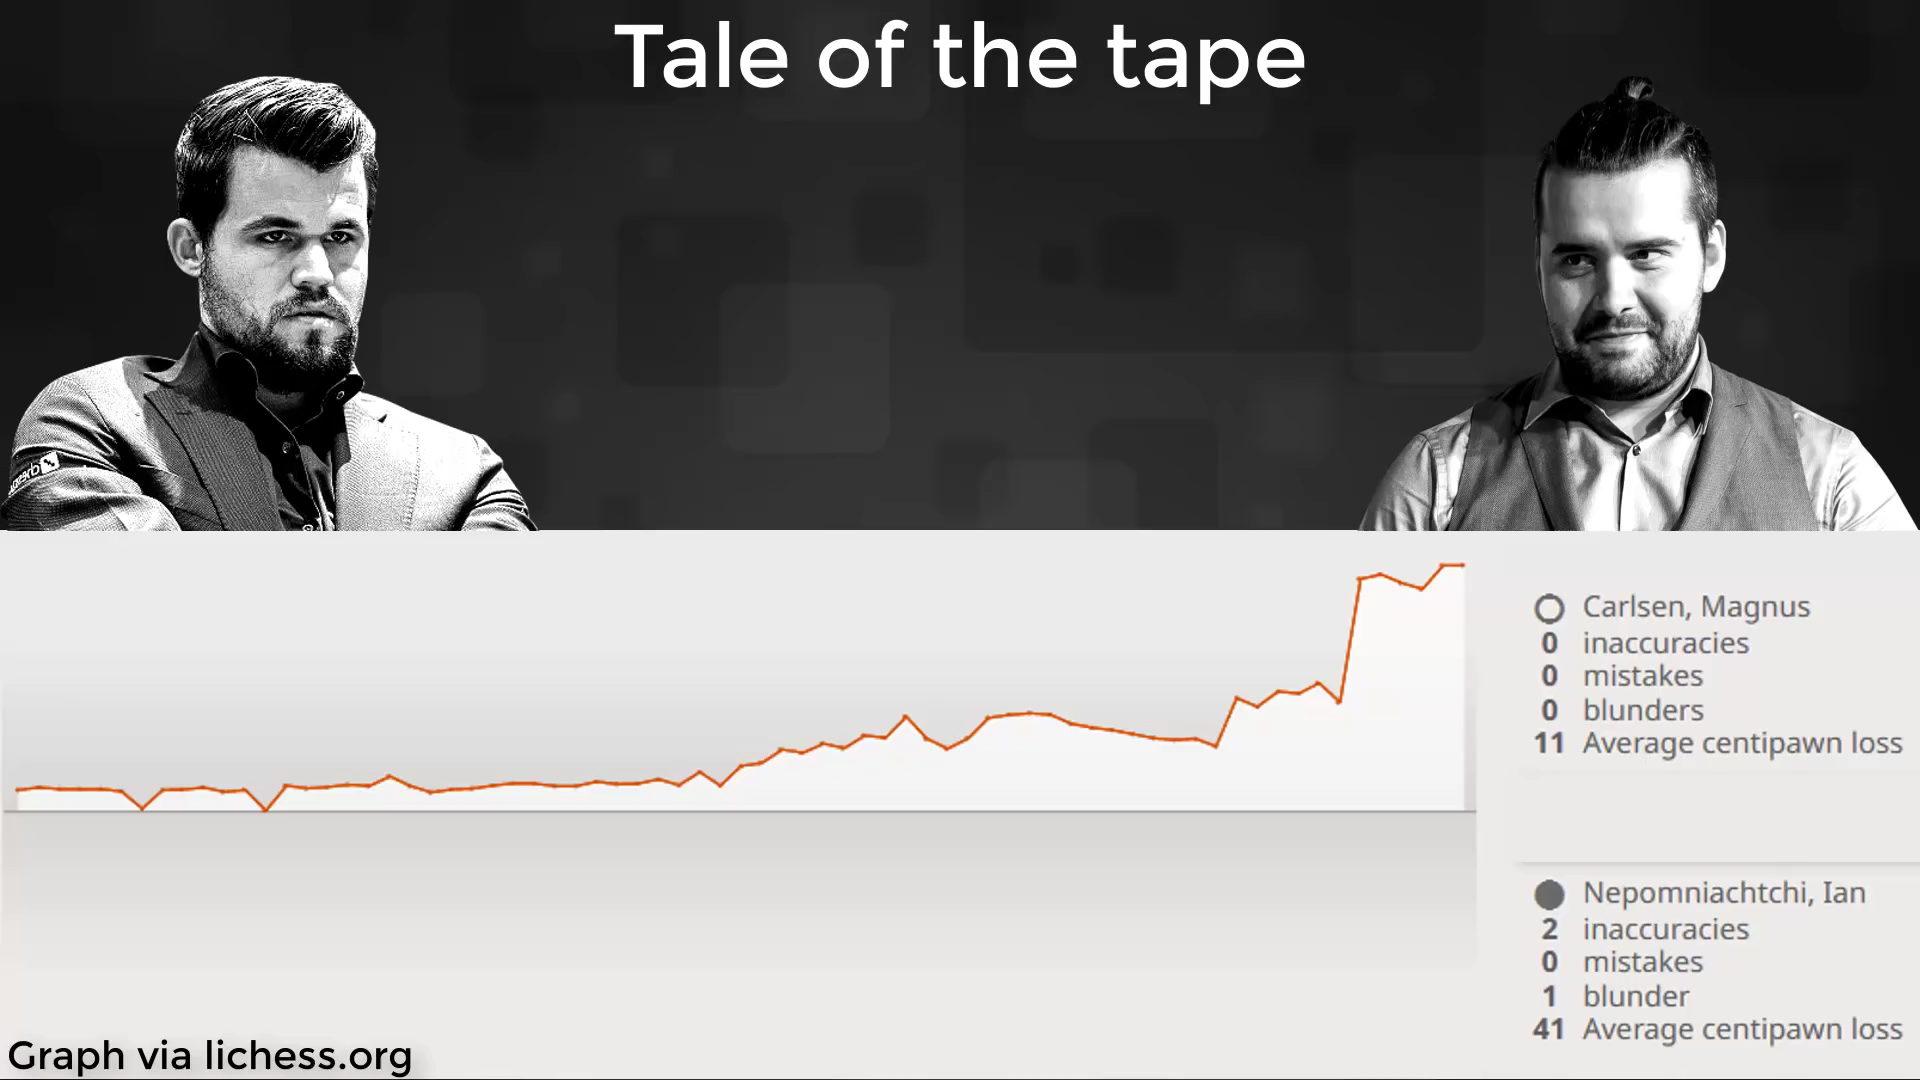 Tale of the tape
Carlsen, Magnus
0 inaccuracies
0 mistakes
0 blunders
11 Average centipawn loss
Nepomniachtchi, Ian
2 inaccuracies
0 mistakes
1 blunder
41 Average centipawn loss
Graph via lichess.org